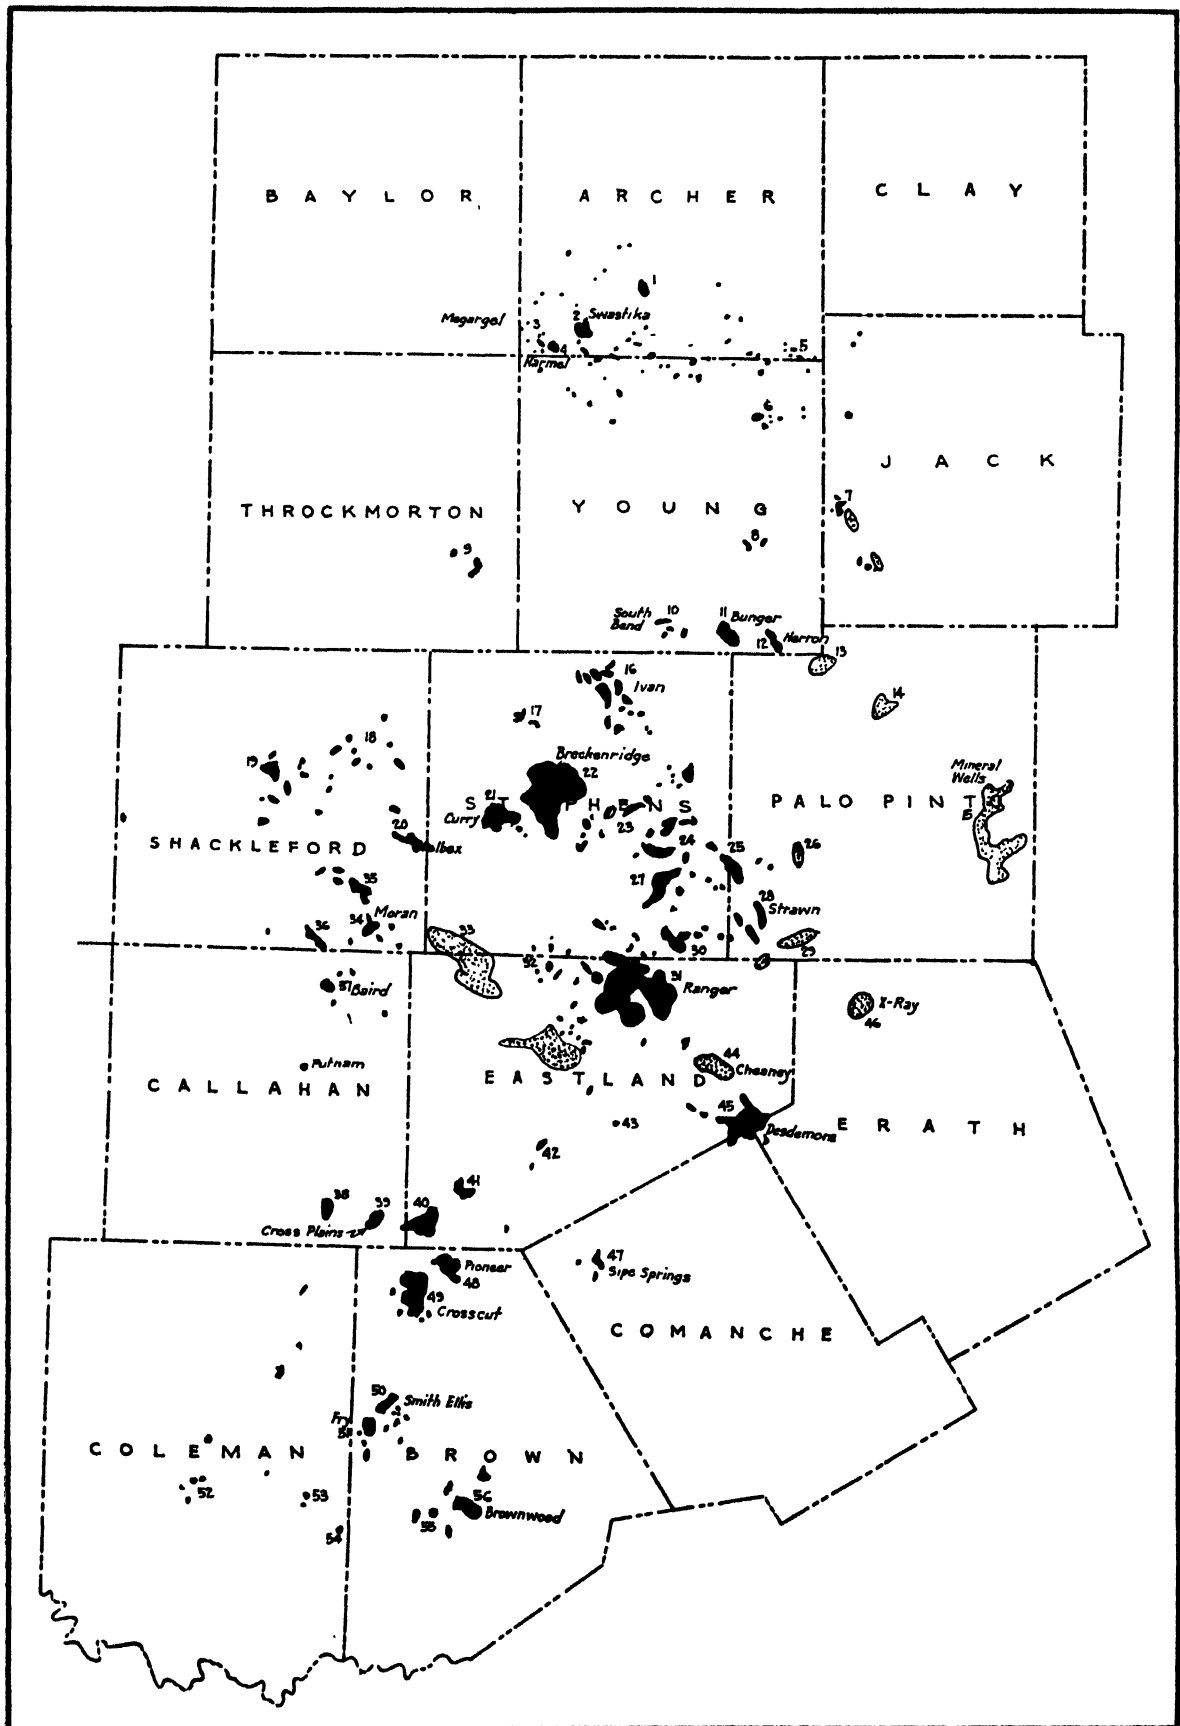 BAYLOR
ARCHER
CLAY
1
Megargel
3
2 Swastika
4
Karmel
5
6
JACK
THROCKMORTON
YOUNG
7
8
9
South Bend
10
11 Bunger
12 Herron
13
14
16
Ivan
17
18
19
Breckenridge
22
Mineral Wells
21
Curry
STEPHENS
PALO PINTO
23
20
Ibex
SHACKLEFORD
24
25
26
27
35
28
Strawn
34
Moran
36
33
30
29
32
31
Ranger
37 Baird
X-Ray
46
44
Cheaney
Putnam
CALLAHAN
EASTLAND
45
Desdemona
43
ERATH
42
41
38
39
40
Cross Plains
47
Sipe Springs
Pioneer
48
49
Crosscut
COMANCHE
50
Smith Ellis
Fry
51
COLEMAN
BROWN
52
53
56
Brownwood
55
54